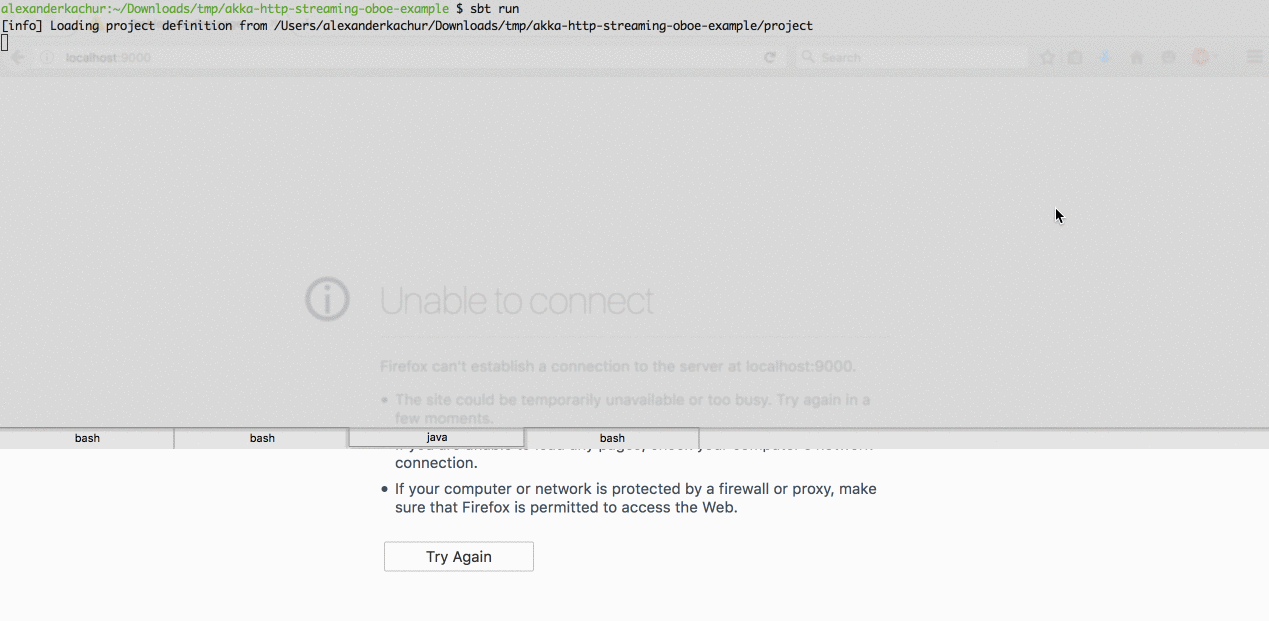 alexanderkachur:~/Downloads/tmp/akka-http-streaming-oboe-example $ sbt run
[info] Loading project definition from /Users/alexanderkachur/Downloads/tmp/akka-http-streaming-oboe-example/project
localhost:9000
Search
Unable to connect
Firefox can't establish a connection to the server at localhost:9000.
• The site could be temporarily unavailable or too busy. Try again in a
few moments.
bash bash java bash
connection.
• If your computer or network is protected by a firewall or proxy, make
sure that Firefox is permitted to access the Web.
Try Again